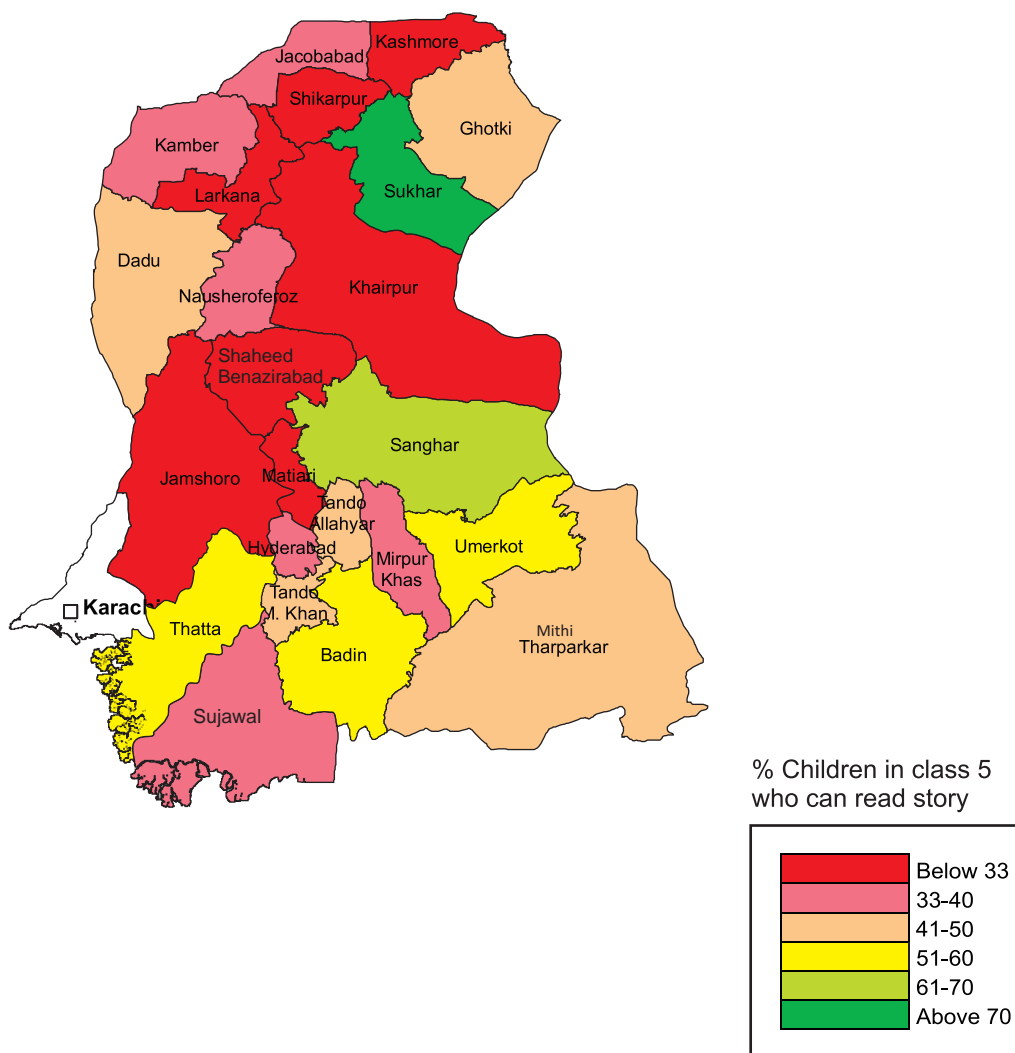 Kashmore
Jacobabad
Shikarpur
Ghotki
Kamber
Sukhar
Larkana
Dadu
Khairpur
Nausheroferoz
Shaheed
Benazirabad
Sanghar
Matiari
Jamshoro
Tando
Allahyar
Hyderabad
Umerkot
Mirpur
Khas
Tando
M. Khan
Karachi
Thatta
Mithi
Tharparkar
Badin
Sujawal
% Children in class 5
who can read story
Below 33
33-40
41-50
51-60
61-70
Above 70